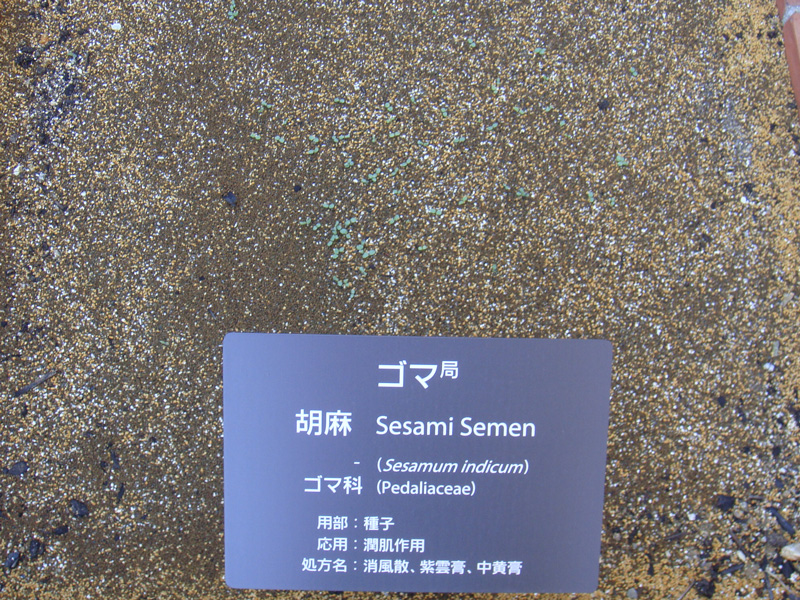 ゴマ局
胡麻 Sesami Semen
- (Sesamum indicum)
ゴマ科 (Pedaliaceae)
用部：種子
応用：潤肌作用
処方名：消風散、紫雲膏、中黄膏